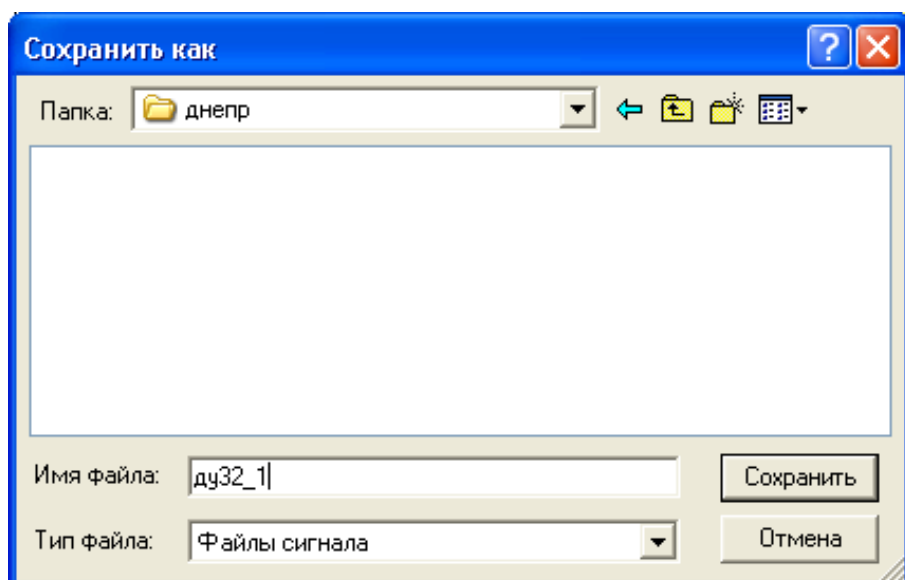 Сохранить как
Папка: днепр
Имя файла: ду32_1
Сохранить
Тип файла: Файлы сигнала
Отмена